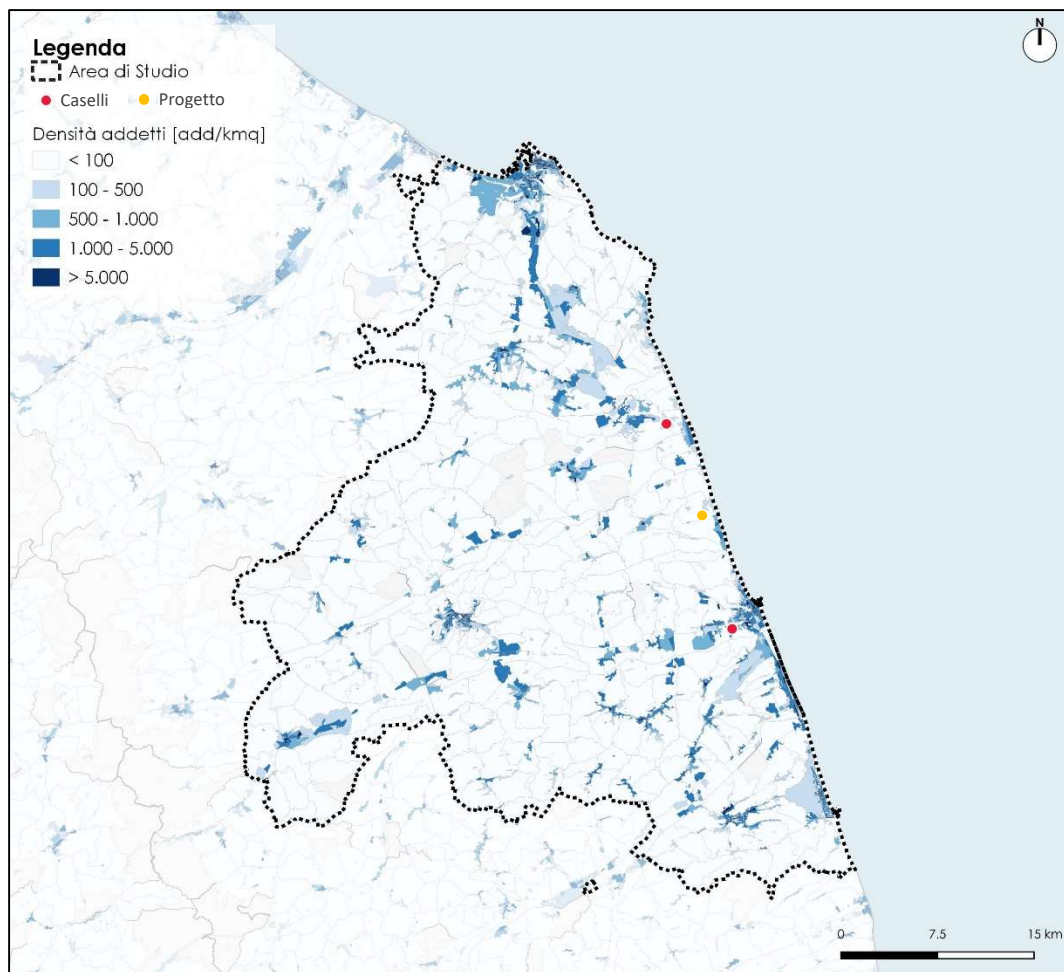 Legenda
Area di Studio
Caselli Progetto
Densità addetti [add/kmq]
< 100
100 - 500
500 - 1.000
1.000 - 5.000
> 5.000
N
0 7.5 15 km